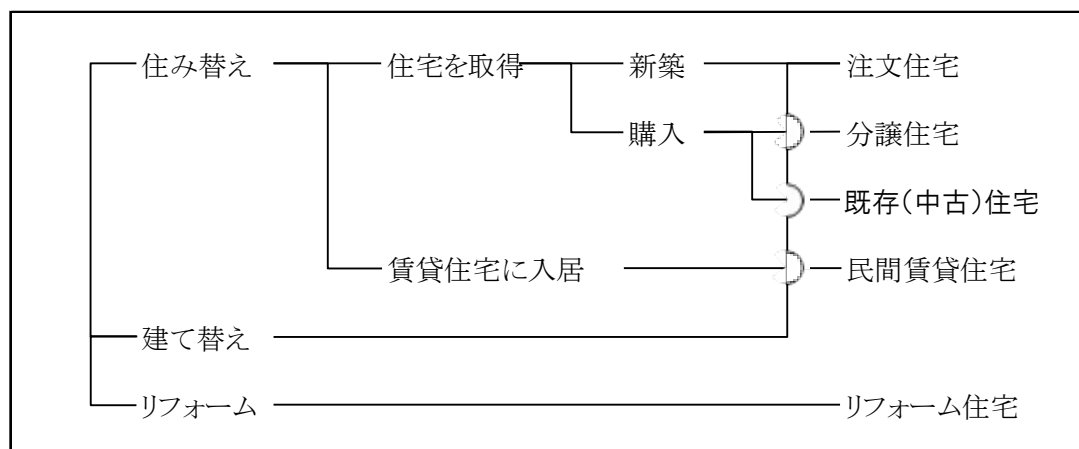 住み替え 住宅を取得 新築 注文住宅
購入 分譲住宅
既存(中古)住宅
賃貸住宅に入居 民間賃貸住宅
建て替え
リフォーム リフォーム住宅